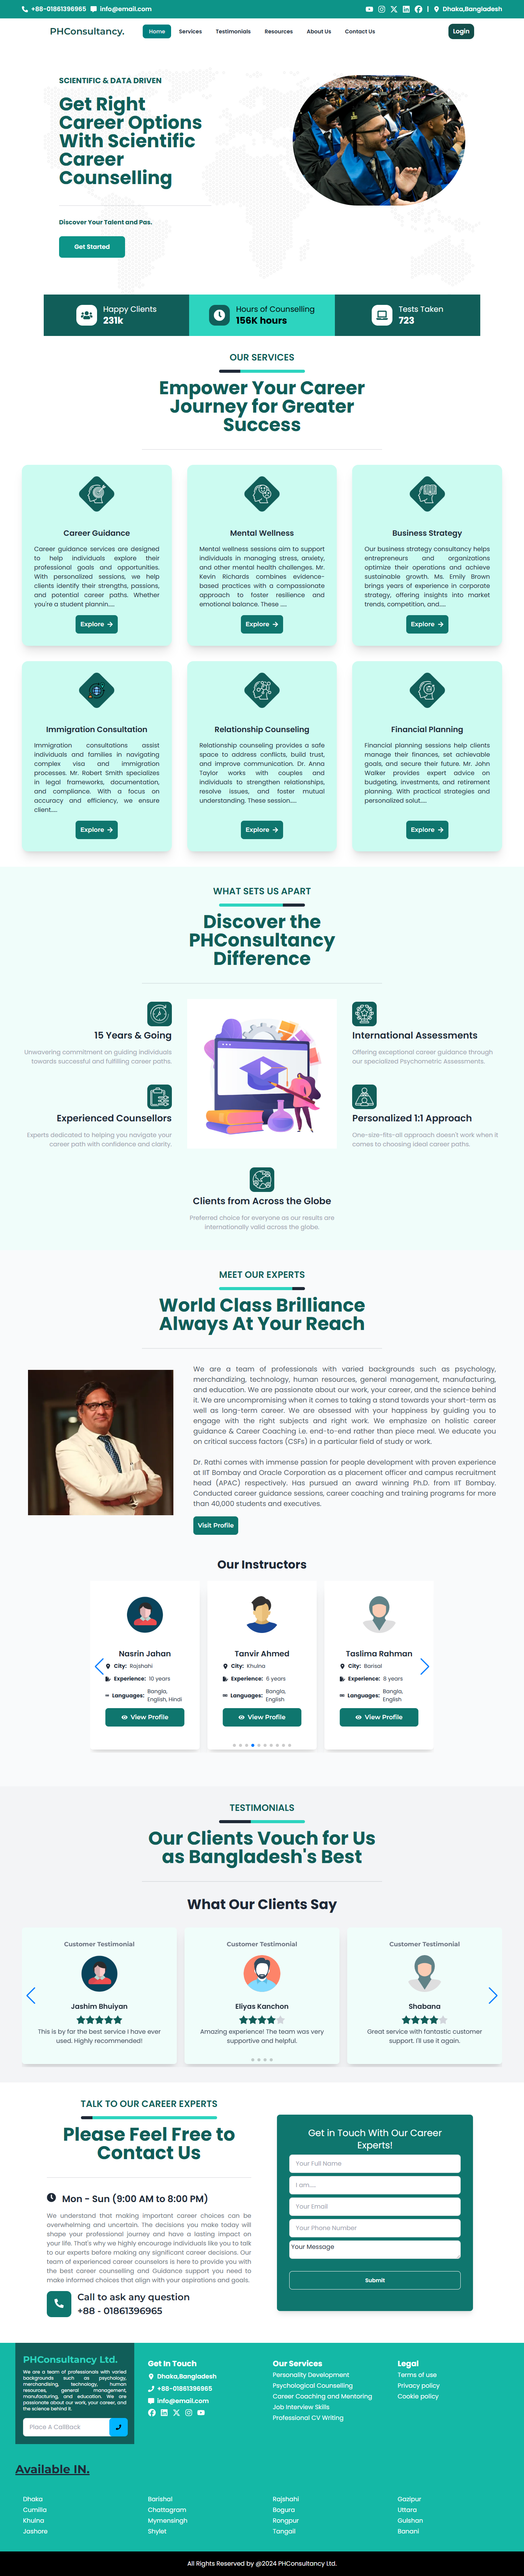 +88-01861396965 info@email.com
Dhaka,Bangladesh
PHConsultancy.
Home Services Testimonials Resources About Us Contact Us
Login
SCIENTIFIC & DATA DRIVEN
Get Right
Career Options
With Scientific
Career
Counselling
Discover Your Talent and Pas.
Get Started
Happy Clients
231k
Hours of Counselling
156K hours
Tests Taken
723
OUR SERVICES
Empower Your Career
Journey for Greater
Success
Career Guidance
Career guidance services are designed
to help individuals explore their
professional goals and opportunities.
With personalized sessions, we help
clients identify their strengths, passions,
and potential career paths. Whether
you're a student plannin.....
Explore
Mental Wellness
Mental wellness sessions aim to support
individuals in managing stress, anxiety,
and other mental health challenges. Mr.
Kevin Richards combines evidence-
based practices with a compassionate
approach to foster resilience and
emotional balance. These .....
Explore
Business Strategy
Our business strategy consultancy helps
entrepreneurs and organizations
optimize their operations and achieve
sustainable growth. Ms. Emily Brown
brings years of experience in corporate
strategy, offering insights into market
trends, competition, and.....
Explore
Immigration Consultation
Immigration consultations assist
individuals and families in navigating
complex visa and immigration
processes. Mr. Robert Smith specializes
in legal frameworks, documentation,
and compliance. With a focus on
accuracy and efficiency, we ensure
client.....
Explore
Relationship Counseling
Relationship counseling provides a safe
space to address conflicts, build trust,
and improve communication. Dr. Anna
Taylor works with couples and
individuals to strengthen relationships,
resolve issues, and foster mutual
understanding. These session.....
Explore
Financial Planning
Financial planning sessions help clients
manage their finances, set achievable
goals, and secure their future. Mr. John
Walker provides expert advice on
budgeting, investments, and retirement
planning. With practical strategies and
personalized solut.....
Explore
WHAT SETS US APART
Discover the
PHConsultancy
Difference
15 Years & Going
Unwavering commitment on guiding individuals
towards successful and fulfilling career paths.
Experienced Counsellors
Experts dedicated to helping you navigate your
career path with confidence and clarity.
International Assessments
Offering exceptional career guidance through
our specialized Psychometric Assessments.
Personalized 1:1 Approach
One-size-fits-all approach doesn't work when it
comes to choosing ideal career paths.
Clients from Across the Globe
Preferred choice for everyone as our results are
Internationally valid across the globe.
MEET OUR EXPERTS
World Class Brilliance
Always At Your Reach
We are a team of professionals with varied backgrounds such as psychology,
merchandizing, technology, human resources, general management, manufacturing,
and education. We are passionate about our work, your career, and the science behind
it. We are uncompromising when it comes to taking a stand towards your short-term as
well as long-term career. We are obsessed with your happiness by guiding you to
engage with the right subjects and right work. We emphasize on holistic career
guidance & Career Coaching i.e. end-to-end rather than piece meal. We educate you
on critical success factors (CSFs) in a particular field of study or work.
Dr. Rathi comes with immense passion for people development with proven experience
at IIT Bombay and Oracle Corporation as a placement officer and campus recruitment
head (APAC) respectively. Has pursued an award winning Ph.D. from IIT Bombay.
Conducted career guidance sessions, career coaching and training programs for more
than 40,000 students and executives.
Visit Profile
Our Instructors
Nasrin Jahan
City: Rajshahi
Experience: 10 years
Languages: Bangla,
English, Hindi
View Profile
Tanvir Ahmed
City: Khulna
Experience: 6 years
Languages: Bangla,
English
View Profile
Taslima Rahman
City: Barisal
Experience: 8 years
Languages: Bangla,
English
View Profile
TESTIMONIALS
Our Clients Vouch for Us
as Bangladesh's Best
What Our Clients Say
Customer Testimonial
Jashim Bhuiyan
This is by far the best service I have ever
used. Highly recommended!
Customer Testimonial
Eliyas Kanchon
Amazing experience! The team was very
supportive and helpful.
Customer Testimonial
Shabana
Great service with fantastic customer
support. I'll use it again.
TALK TO OUR CAREER EXPERTS
Please Feel Free to
Contact Us
Mon - Sun (9:00 AM to 8:00 PM)
We understand that making important career choices can be
overwhelming and uncertain. The decisions you make today will
shape your professional journey and have a lasting impact on
your life. That's why we highly encourage individuals like you to talk
to our experts before making any significant career decisions. Our
team of experienced career counselors is here to provide you with
the best career counselling and Guidance support you need to
make informed choices that align with your aspirations and goals.
Call to ask any question
+88 - 01861396965
Get in Touch With Our Career
Experts!
Your Full Name
I am.....
Your Email
Your Phone Number
Your Message
Submit
PHConsultancy Ltd.
We are a team of professionals with varied
backgrounds such as psychology,
merchandising, technology, human
resources, general management,
manufacturing, and education. We are
passionate about our work, your career, and
the science behind it.
Place A CallBack
Get In Touch
Dhaka,Bangladesh
+88-01861396965
info@email.com
Our Services
Personality Development
Psychological Counselling
Career Coaching and Mentoring
Job Interview Skills
Professional CV Writing
Legal
Terms of use
Privacy policy
Cookie policy
Available IN.
Dhaka Barishal Rajshahi Gazipur
Cumilla Chattagram Bogura Uttara
Khulna Mymensingh Rongpur Gulshan
Jashore Shylet Tangail Banani
All Rights Reserved by @2024 PHConsultancy Ltd.